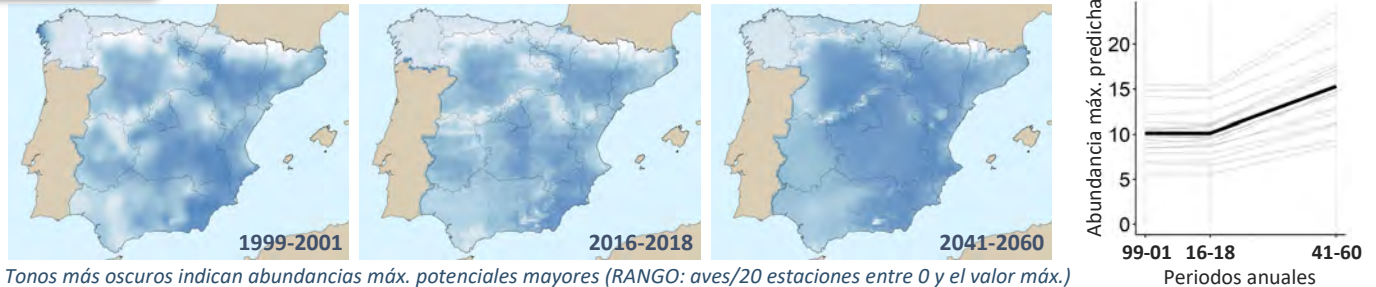 1999-2001
2016-2018
2041-2060
Tonos más oscuros indican abundancias máx. potenciales mayores (RANGO: aves/20 estaciones entre 0 y el valor máx.)
Abundancia máx. predicha
20
15
10
5
0
99-01 16-18 41-60
Periodos anuales